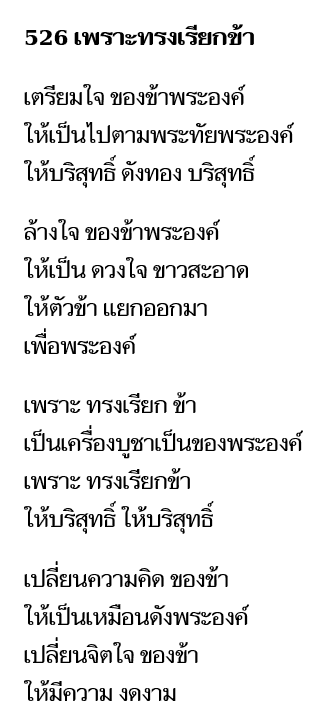 526 เพราะทรงเรียกข้า
เตรียมใจ ของข้าพระองค์
ให้เป็นไปตามพระทัยพระองค์
ให้บริสุทธิ์ ดังทอง บริสุทธิ์
ล้างใจ ของข้าพระองค์
ให้เป็น ดวงใจ ขาวสะอาด
ให้ตัวข้า แยกออกมา
เพื่อพระองค์
เพราะ ทรงเรียก ข้า
เป็นเครื่องบูชาเป็นของพระองค์
เพราะ ทรงเรียกข้า
ให้บริสุทธิ์ ให้บริสุทธิ์
เปลี่ยนความคิด ของข้า
ให้เป็นเหมือนดังพระองค์
เปลี่ยนจิตใจ ของข้า
ให้มีความ งดงาม